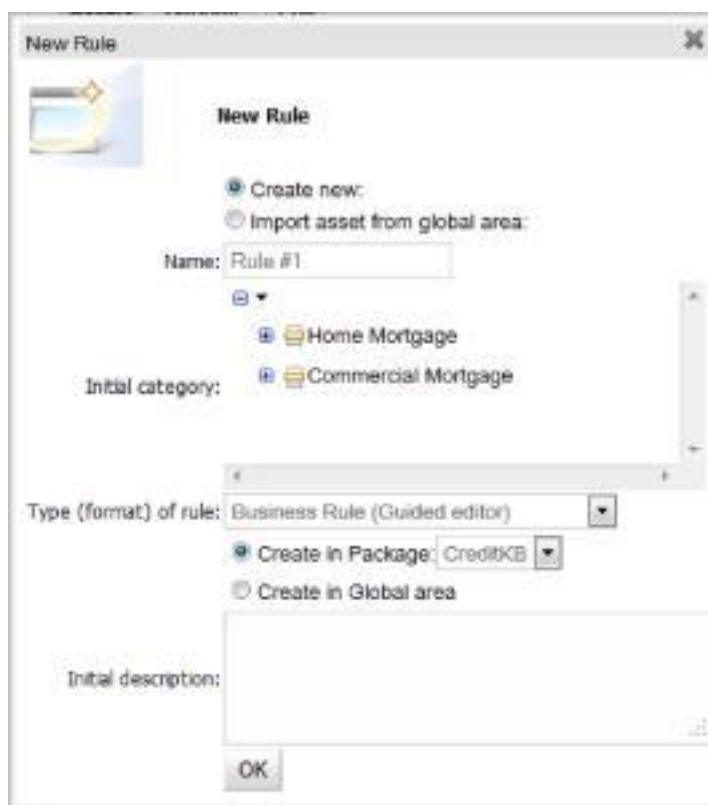 New Rule
New Rule
Create new:
Import asset from global area:
Name: Rule #1
Home Mortgage
Commercial Mortgage
Initial category:
Type (format) of rule: Business Rule (Guided editor)
Create in Package: CreditKB
Create in Global area
Initial description:
OK